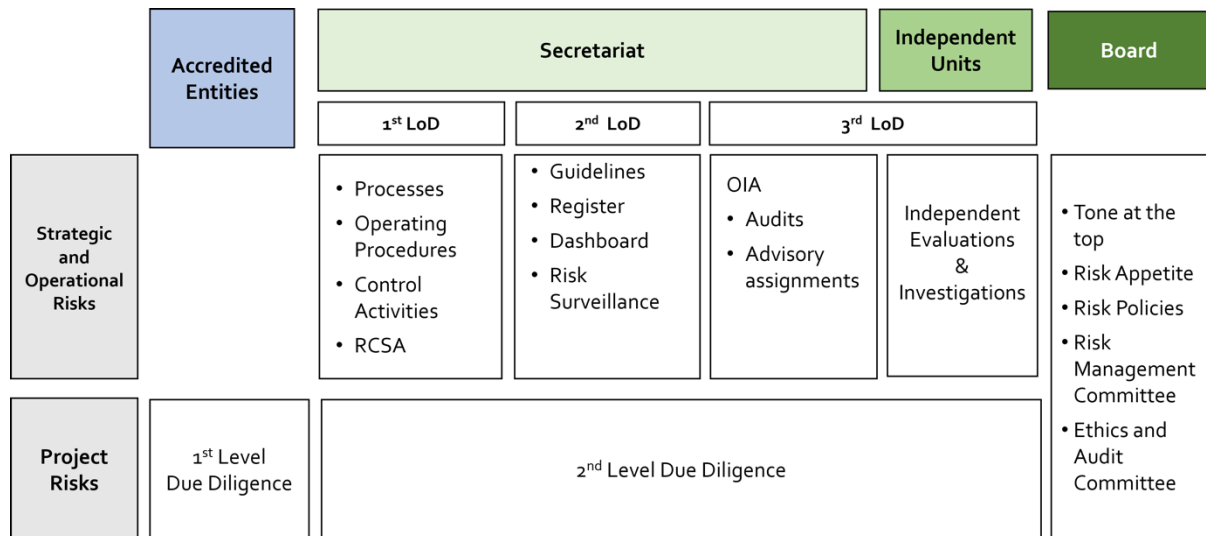 Accredited
Entities
Secretariat
Independent
Units
Board
1st LoD
2nd LoD
3rd LoD
Strategic
and
Operational
Risks
• Processes
• Operating
Procedures
• Control
Activities
• RCSA
• Guidelines
• Register
• Dashboard
• Risk
Surveillance
OIA
• Audits
• Advisory
assignments
Independent
Evaluations
&
Investigations
• Tone at the
top
• Risk Appetite
• Risk Policies
• Risk
Management
Committee
• Ethics and
Audit
Committee
Project
Risks
1st Level
Due Diligence
2nd Level Due Diligence